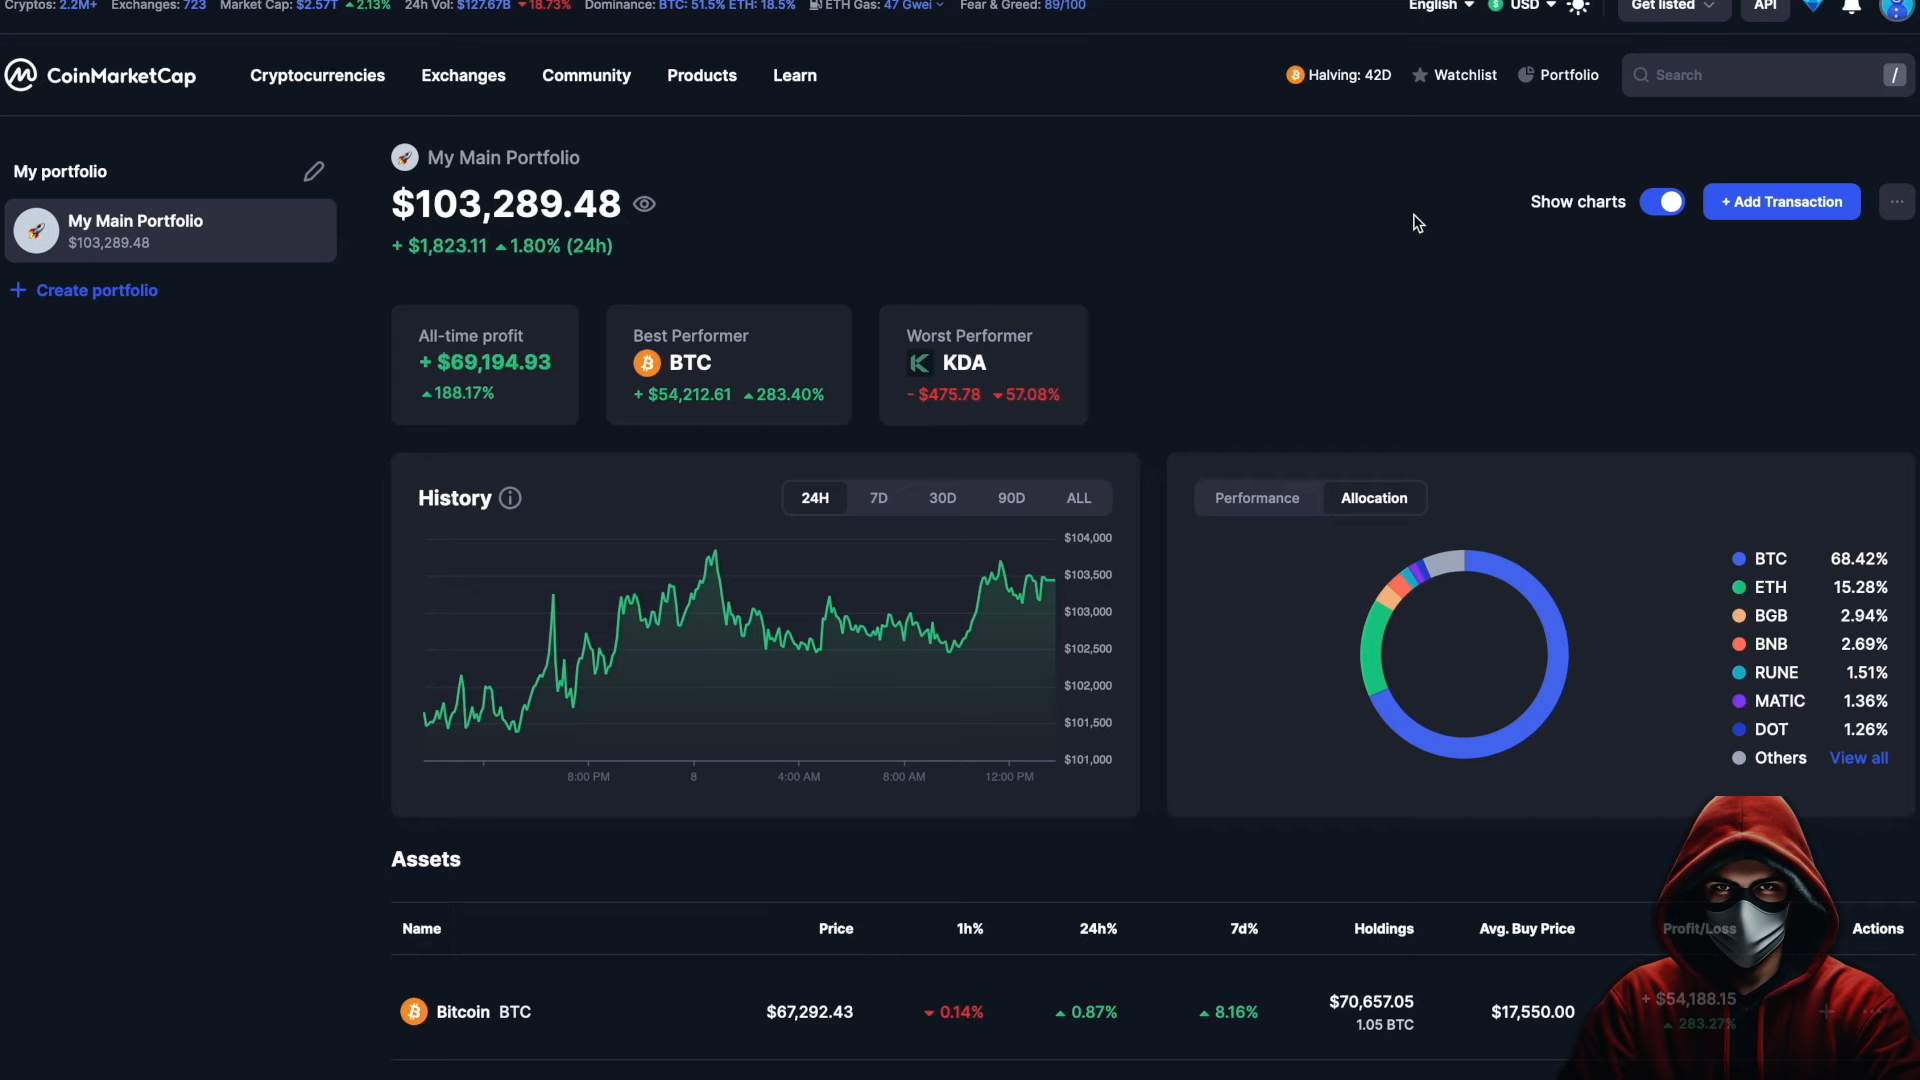 Cryptos: 2.2M+ Exchanges: 723 Market Cap: $2.57T 2.13% 24h Vol: $127.67B 18.73% Dominance: BTC: 51.5% ETH: 18.5% ETH Gas: 47 Gwei Fear & Greed: 89/100 English USD Get listed API
CoinMarketCap Cryptocurrencies Exchanges Community Products Learn Halving: 42D Watchlist Portfolio Search /
My portfolio
My Main Portfolio
$103,289.48
+ Create portfolio
My Main Portfolio
$103,289.48
+ $1,823.11 1.80% (24h)
Show charts + Add Transaction ...
All-time profit
+ $69,194.93
188.17%
Best Performer
BTC
+ $54,212.61 283.40%
Worst Performer
KDA
- $475.78 57.08%
History 24H 7D 30D 90D ALL
$104,000
$103,500
$103,000
$102,500
$102,000
$101,500
$101,000
8:00 PM 8 4:00 AM 8:00 AM 12:00 PM
Performance Allocation
BTC 68.42%
ETH 15.28%
BGB 2.94%
BNB 2.69%
RUNE 1.51%
MATIC 1.36%
DOT 1.26%
Others View all
Assets
Name Price 1h% 24h% 7d% Holdings Avg. Buy Price Profit/Loss Actions
Bitcoin BTC $67,292.43 0.14% 0.87% 8.16% $70,657.05 $17,550.00 + $54,188.15
1.05 BTC 283.27%